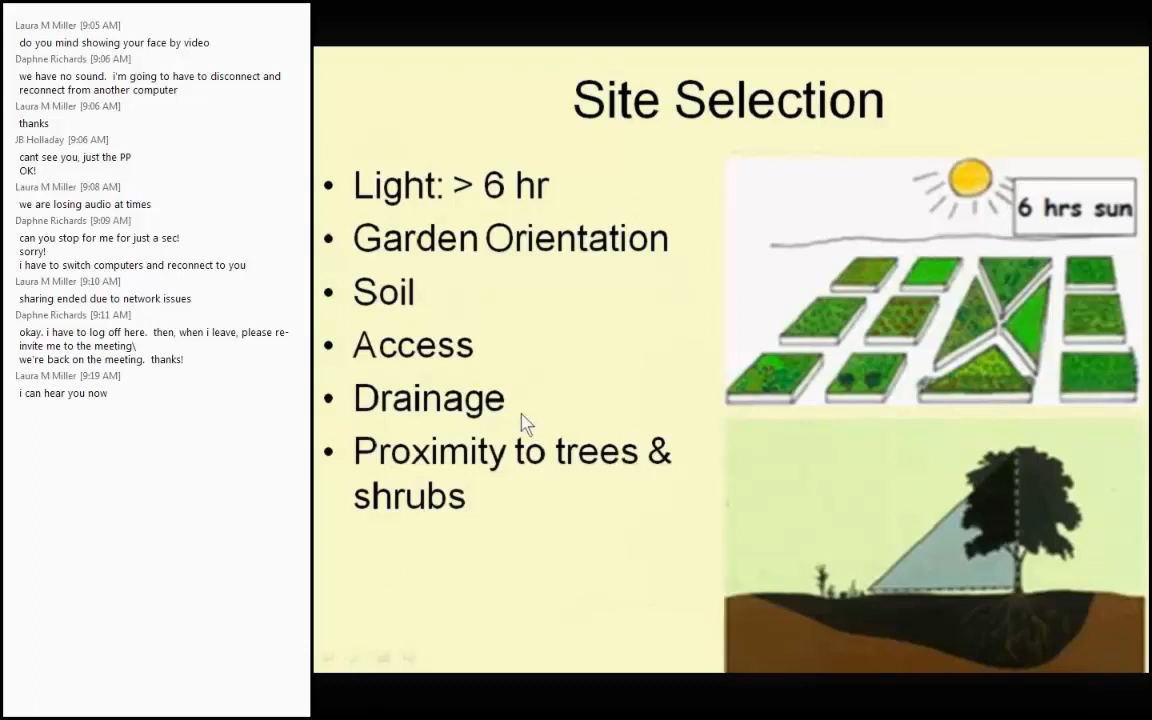 Laura M Miller [9:05 AM]
do you mind showing your face by video
Daphne Richards [9:06 AM]
we have no sound.  i'm going to have to disconnect and
reconnect from another computer
Laura M Miller [9:06 AM]
thanks
JB Holladay [9:06 AM]
cant see you, just the PP
OK!
Laura M Miller [9:08 AM]
we are losing audio at times
Daphne Richards [9:09 AM]
can you stop for me for just a sec!
sorry!
i have to switch computers and reconnect to you
Laura M Miller [9:10 AM]
sharing ended due to network issues
Daphne Richards [9:11 AM]
okay. i have to log off here.  then, when i leave, please re-
invite me to the meeting\
we're back on the meeting.  thanks!
Laura M Miller [9:19 AM]
i can hear you now
Site Selection
• Light: > 6 hr
• Garden Orientation
• Soil
• Access
• Drainage
• Proximity to trees &
shrubs
6 hrs sun